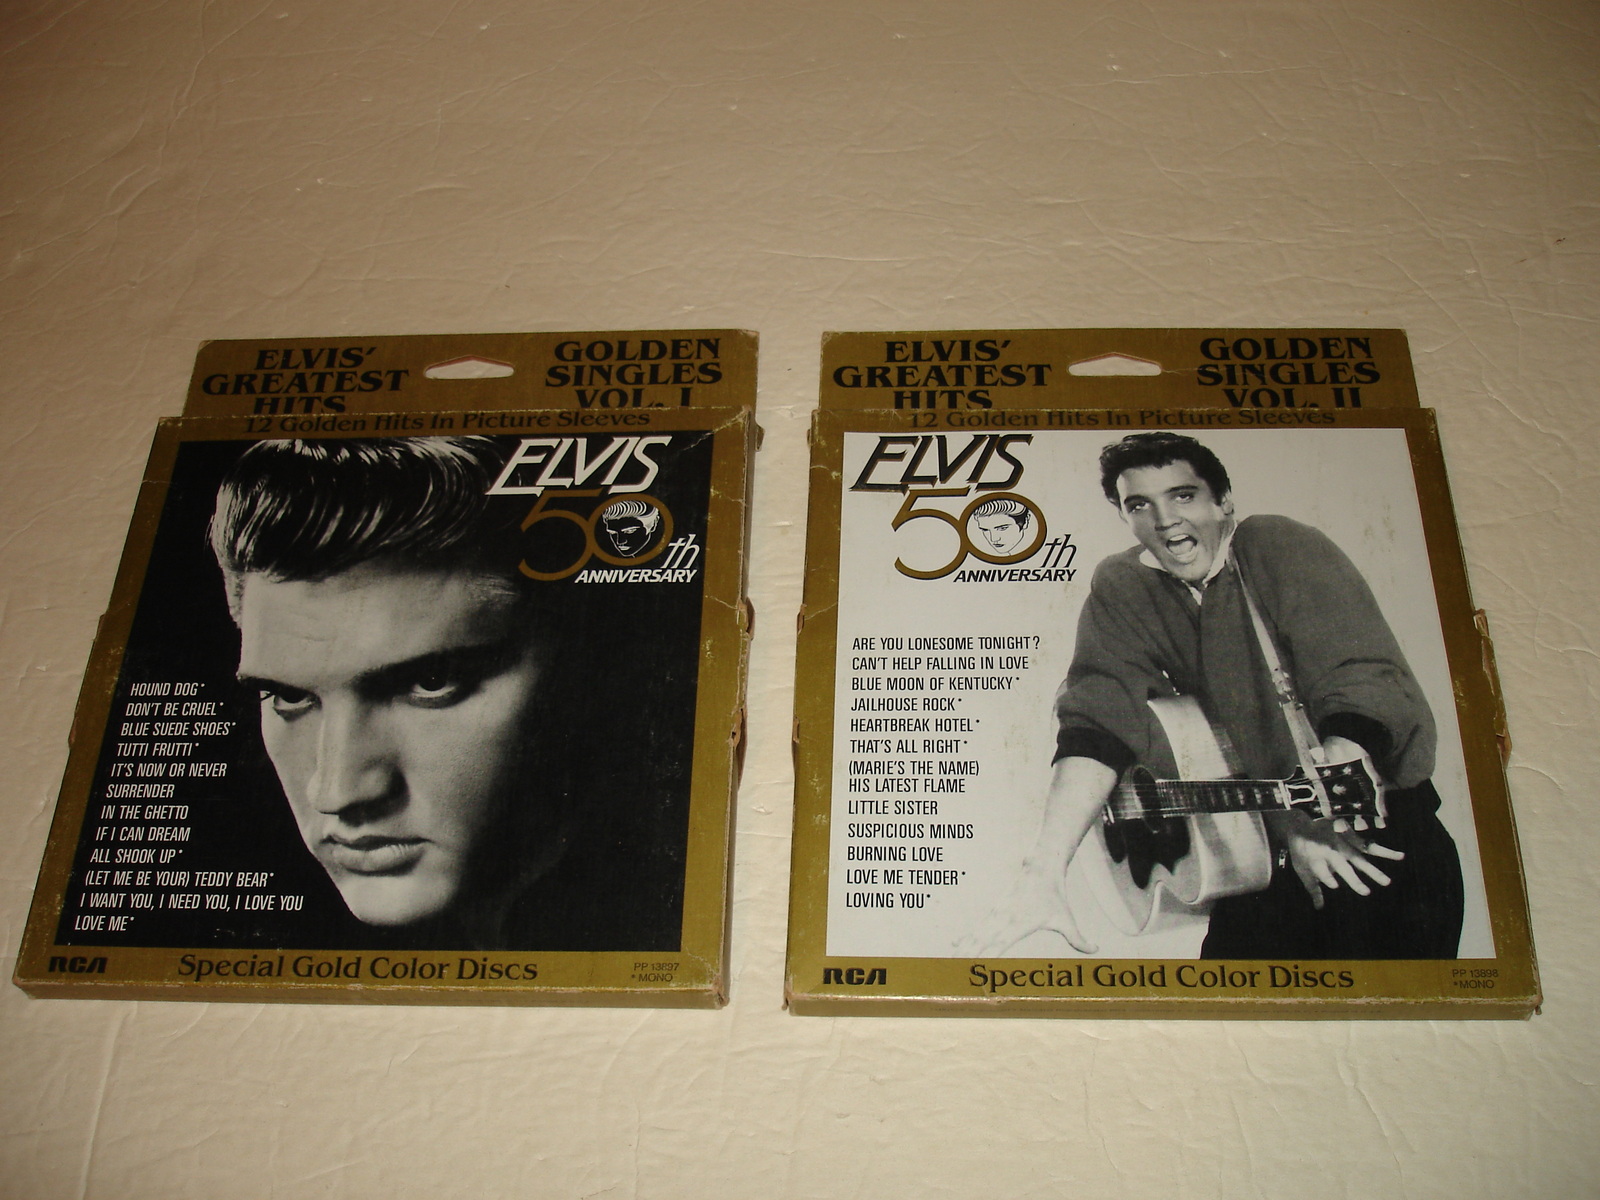 ELVIS'
GREATEST
HITS
GOLDEN
SINGLES
VOL. I
12 Golden Hits In Picture Sleeves
ELVIS
50th
ANNIVERSARY
HOUND DOG*
DON'T BE CRUEL*
BLUE SUEDE SHOES*
TUTTI FRUTTI*
IT'S NOW OR NEVER
SURRENDER
IN THE GHETTO
IF I CAN DREAM
ALL SHOOK UP*
(LET ME BE YOUR) TEDDY BEAR*
I WANT YOU, I NEED YOU, I LOVE YOU
LOVE ME*
RCA
Special Gold Color Discs
PP 13897
* MONO
ELVIS'
GREATEST
HITS
GOLDEN
SINGLES
VOL. II
12 Golden Hits In Picture Sleeves
ELVIS
50th
ANNIVERSARY
ARE YOU LONESOME TONIGHT?
CAN'T HELP FALLING IN LOVE
BLUE MOON OF KENTUCKY*
JAILHOUSE ROCK*
HEARTBREAK HOTEL*
THAT'S ALL RIGHT*
(MARIE'S THE NAME)
HIS LATEST FLAME
LITTLE SISTER
SUSPICIOUS MINDS
BURNING LOVE
LOVE ME TENDER*
LOVING YOU*
RCA
Special Gold Color Discs
PP 13898
*MONO